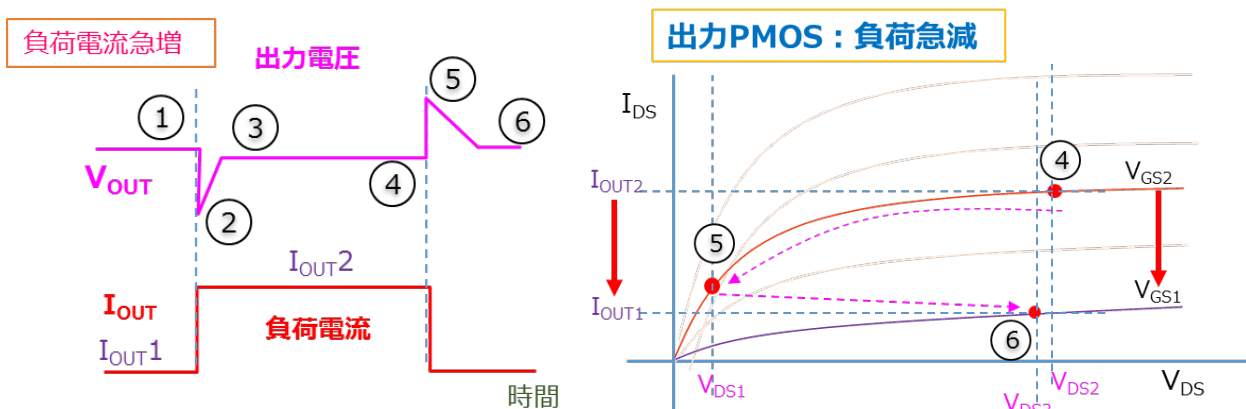 負荷電流急増
出力電圧
①
③
⑤
⑥
VOUT
②
④
IOUT2
IOUT
負荷電流
IOUT1
時間
出力PMOS：負荷急減
IDS
④
VGS2
IOUT2
⑤
VGS1
IOUT1
⑥
VDS1
VDS2
VDS